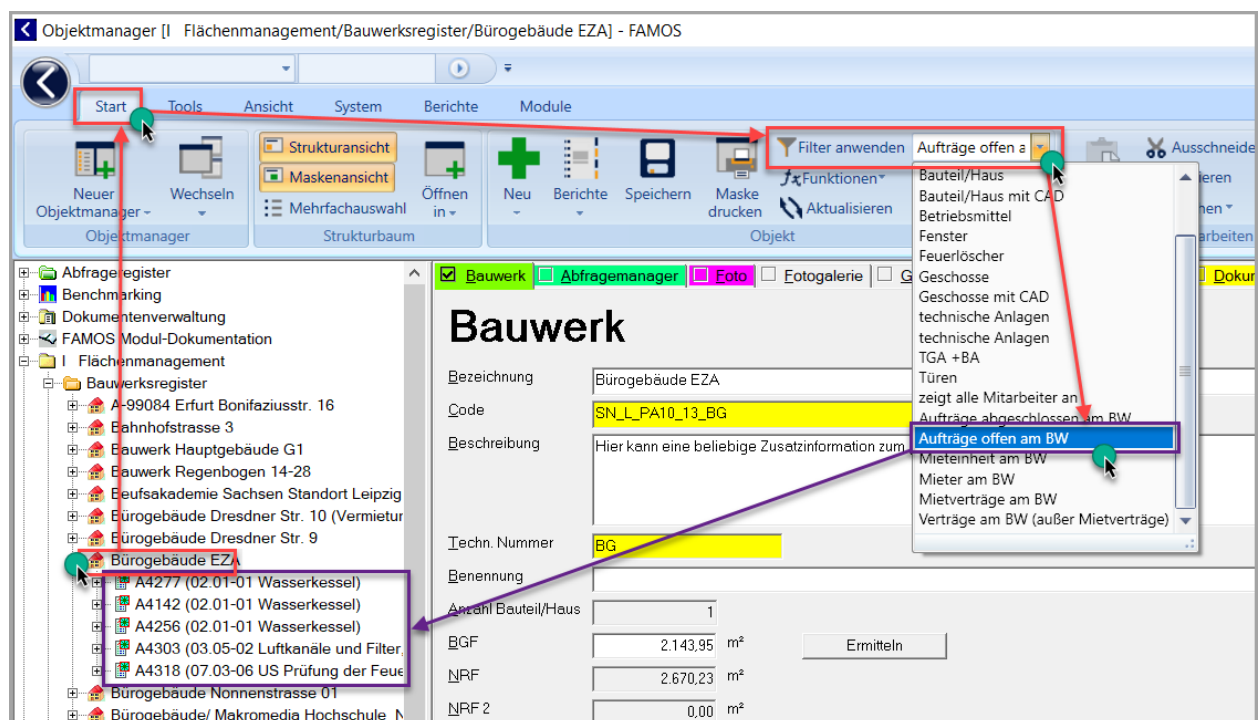 Objektmanager [I Flächenmanagement/Bauwerksregister/Bürogebäude EZA] - FAMOS
Start Tools Ansicht System Berichte Module
Neuer Objektmanager
Wechseln
Objektmanager
Strukturansicht
Maskenansicht
Mehrfachauswahl
Öffnen in
Strukturbaum
Neu
Berichte
Speichern
Maske drucken
Filter anwenden
Aufträge offen a
Funktionen
Aktualisieren
Objekt
Ausschneide
ieren
en
arbeiten
Bauteil/Haus
Bauteil/Haus mit CAD
Betriebsmittel
Fenster
Feuerlöscher
Geschosse
Geschosse mit CAD
technische Anlagen
technische Anlagen
TGA +BA
Türen
zeigt alle Mitarbeiter an
Aufträge abgeschlossen am BW
Aufträge offen am BW
Mieteinheit am BW
Mieter am BW
Mietverträge am BW
Verträge am BW (außer Mietverträge)
Abfrageregister
Benchmarking
Dokumentenverwaltung
FAMOS Modul-Dokumentation
I Flächenmanagement
Bauwerksregister
A-99084 Erfurt Bonifaziusstr. 16
Bahnhofstrasse 3
Bauwerk Hauptgebäude G1
Bauwerk Regenbogen 14-28
Beufsakademie Sachsen Standort Leipzig
Bürogebäude Dresdner Str. 10 (Vermietur
Bürogebäude Dresdner Str. 9
Bürogebäude EZA
A4277 (02.01-01 Wasserkessel)
A4142 (02.01-01 Wasserkessel)
A4256 (02.01-01 Wasserkessel)
A4303 (03.05-02 Luftkanäle und Filter,
A4318 (07.03-06 US Prüfung der Feue
Bürogebäude Nonnenstrasse 01
Bürogebäude/ Makromedia Hochschule N
Bauwerk Abfragemanager Foto Fotogalerie G Dokur
Bauwerk
Bezeichnung Bürogebäude EZA
Code SN_L_PA10_13_BG
Beschreibung Hier kann eine beliebige Zusatzinformation zum
Techn. Nummer BG
Benennung
Anzahl Bauteil/Haus 1
BGF 2.143,95 m² Ermitteln
NRF 2.670,23 m²
NRF 2 0,00 m²